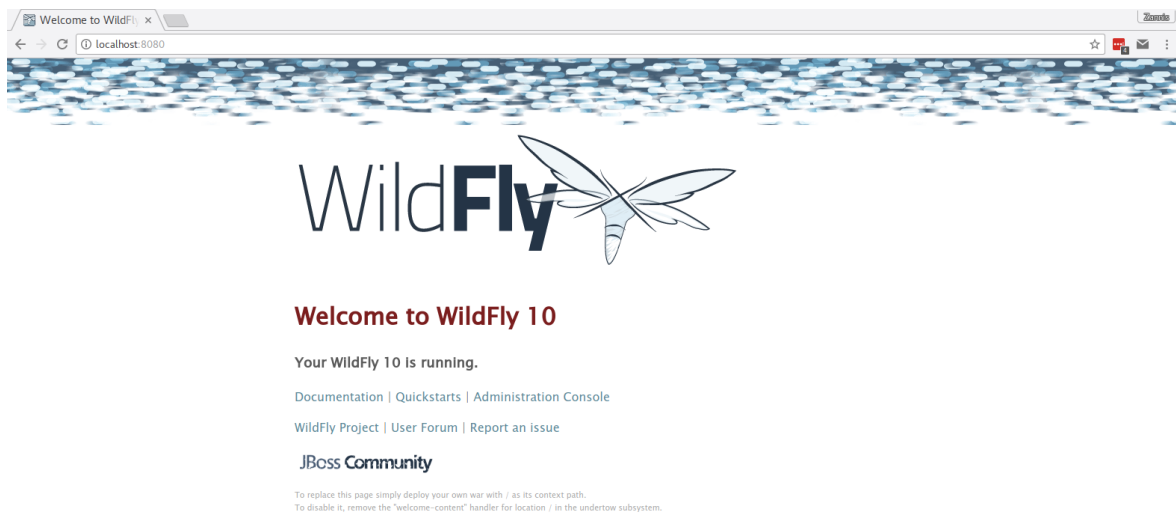 Welcome to WildFl
localhost:8080
4
WildFly
Welcome to WildFly 10
Your WildFly 10 is running.
Documentation | Quickstarts | Administration Console
WildFly Project | User Forum | Report an issue
JBoss Community
To replace this page simply deploy your own war with / as its context path.
To disable it, remove the "welcome-content" handler for location / in the undertow subsystem.